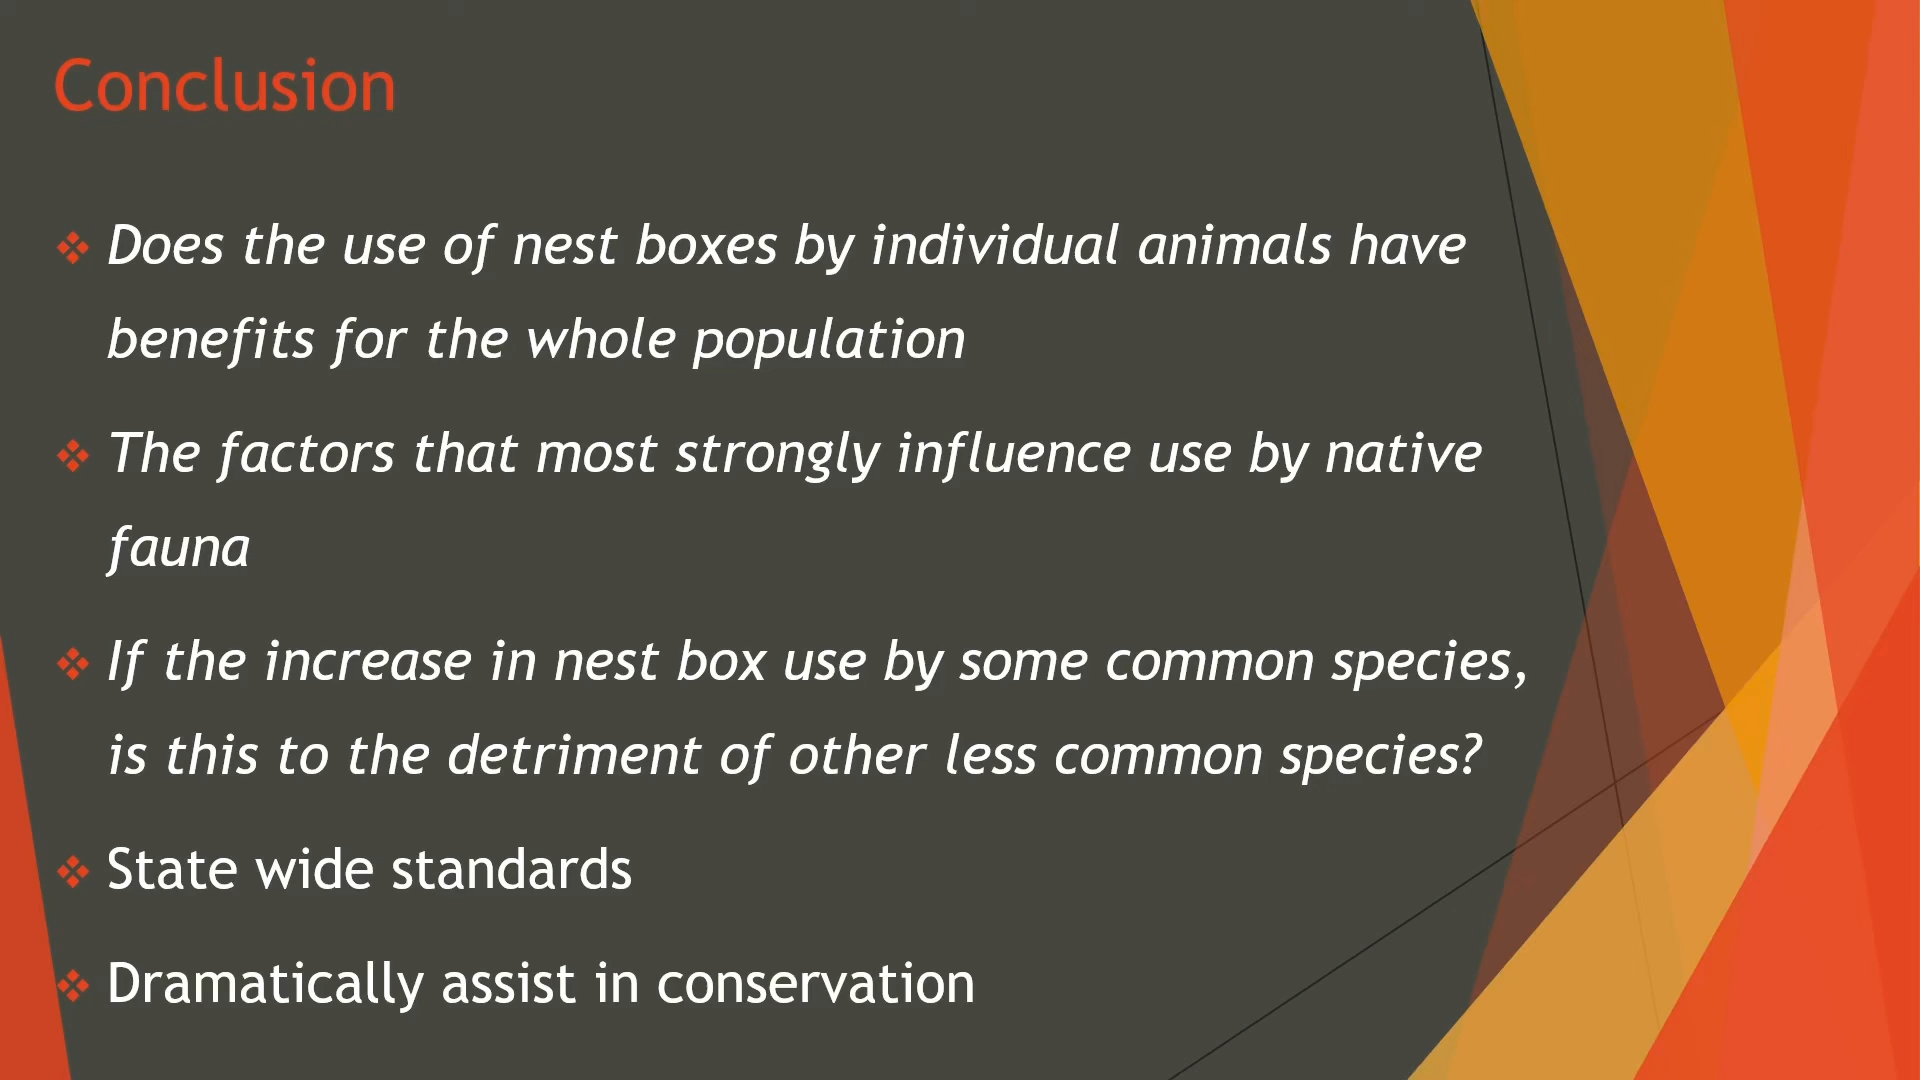 Conclusion
❖ Does the use of nest boxes by individual animals have
benefits for the whole population
❖ The factors that most strongly influence use by native
fauna
❖ If the increase in nest box use by some common species,
is this to the detriment of other less common species?
❖ State wide standards
❖ Dramatically assist in conservation